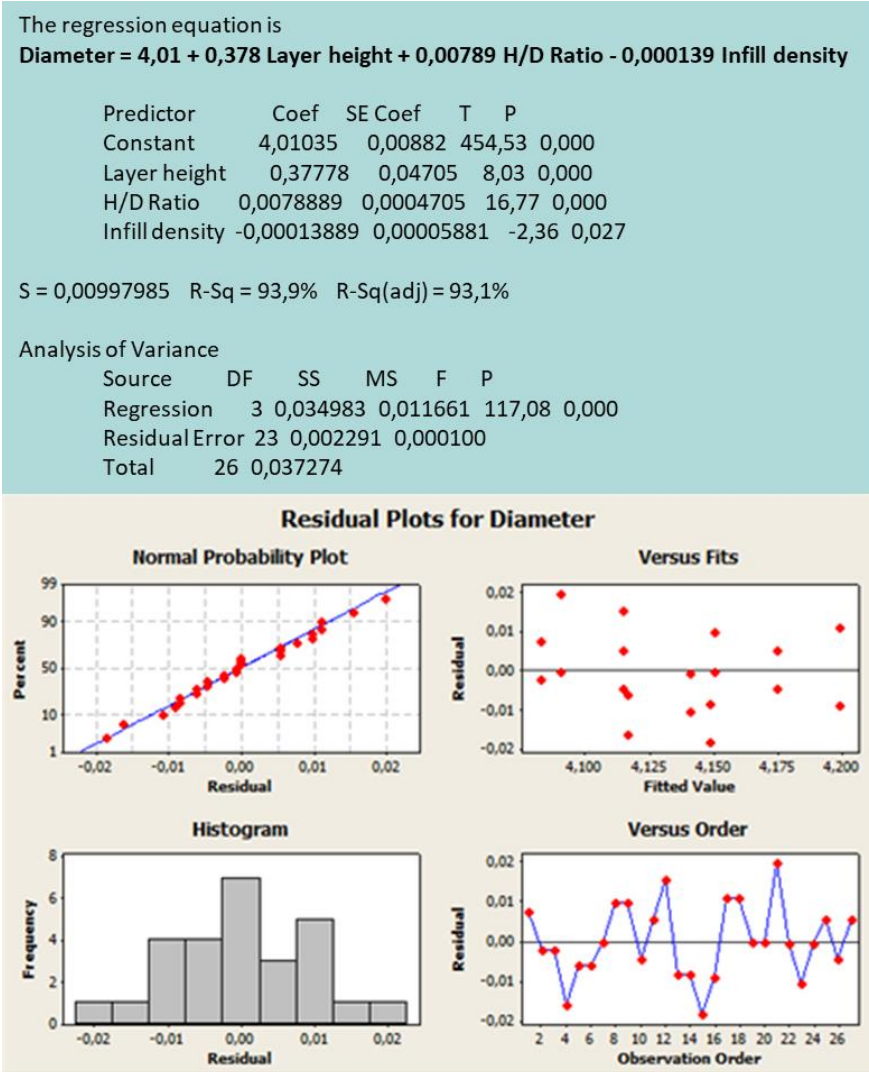 The regression equation is
Diameter = 4,01 + 0,378 Layer height + 0,00789 H/D Ratio - 0,000139 Infill density
Predictor Coef SE Coef T P
Constant 4,01035 0,00882 454,53 0,000
Layer height 0,37778 0,04705 8,03 0,000
H/D Ratio 0,0078889 0,0004705 16,77 0,000
Infill density -0,00013889 0,00005881 -2,36 0,027
S = 0,00997985 R-Sq = 93,9% R-Sq(adj) = 93,1%
Analysis of Variance
Source DF SS MS F P
Regression 3 0,034983 0,011661 117,08 0,000
Residual Error 23 0,002291 0,000100
Total 26 0,037274
Residual Plots for Diameter
Normal Probability Plot
99
90
50
10
1
Percent
-0,02 -0,01 0,00 0,01 0,02
Residual
Versus Fits
0,02
0,01
0,00
-0,01
-0,02
Residual
4,100 4,125 4,150 4,175 4,200
Fitted Value
Histogram
8
6
4
2
0
Frequency
-0,02 -0,01 0,00 0,01 0,02
Residual
Versus Order
0,02
0,01
0,00
-0,01
-0,02
Residual
2 4 6 8 10 12 14 16 18 20 22 24 26
Observation Order